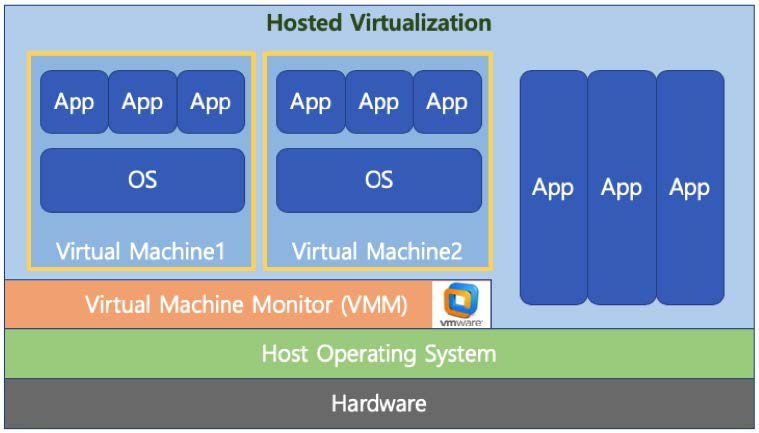 Hosted Virtualization
App App App
OS
Virtual Machine1
App App App
OS
Virtual Machine2
App App App
Virtual Machine Monitor (VMM)
vmware
Host Operating System
Hardware